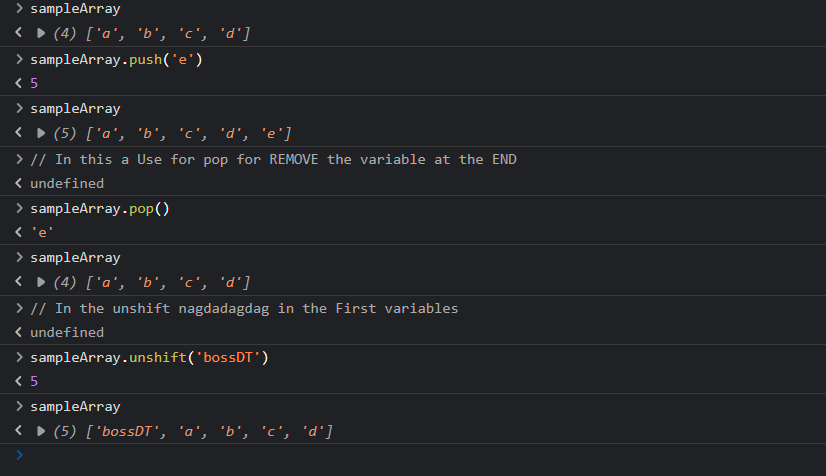 > sampleArray
< ▶ (4) ['a', 'b', 'c', 'd']
> sampleArray.push('e')
< 5
> sampleArray
< ▶ (5) ['a', 'b', 'c', 'd', 'e']
> // In this a Use for pop for REMOVE the variable at the END
< undefined
> sampleArray.pop()
< 'e'
> sampleArray
< ▶ (4) ['a', 'b', 'c', 'd']
> // In the unshift nagdadagdag in the First variables
< undefined
> sampleArray.unshift('bossDT')
< 5
> sampleArray
< ▶ (5) ['bossDT', 'a', 'b', 'c', 'd']
>